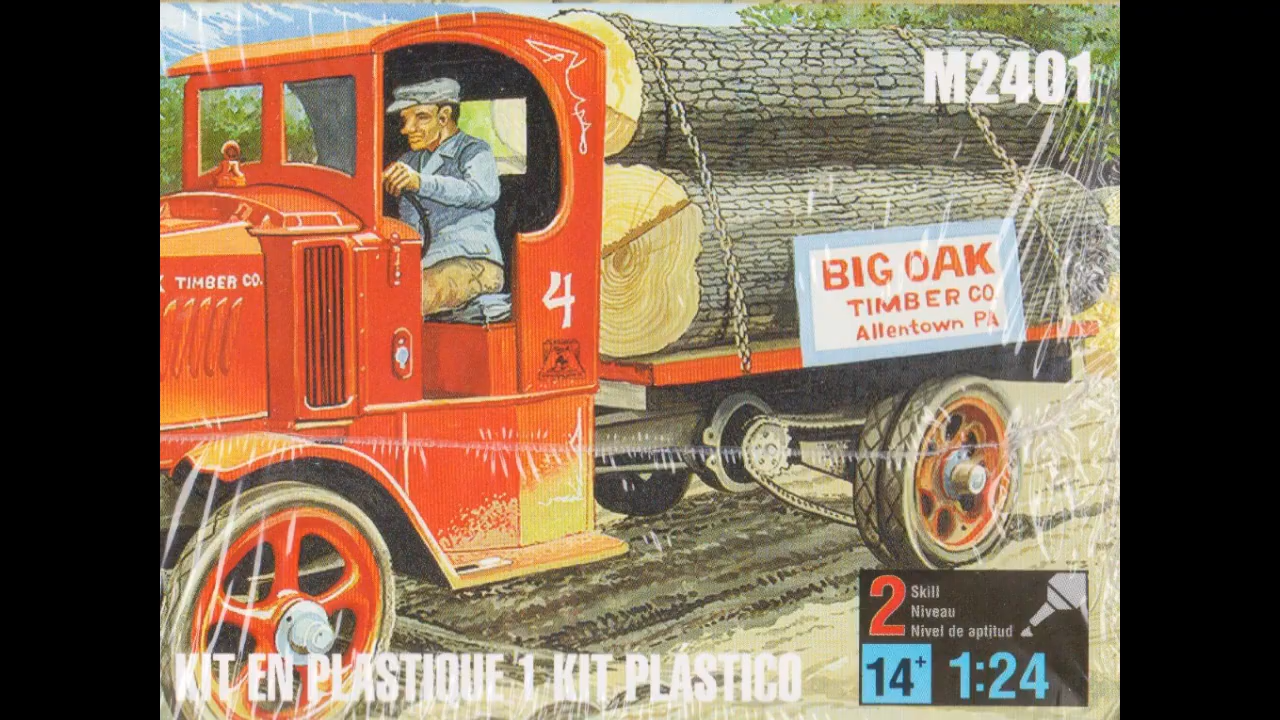 M2401
TIMBER CO.
4
BIG OAK
TIMBER CO.
Allentown PA
2 Skill
Niveau
Nivel de aptitud
14+ 1:24
KIT EN PLASTIQUE 1 KIT PLASTICO